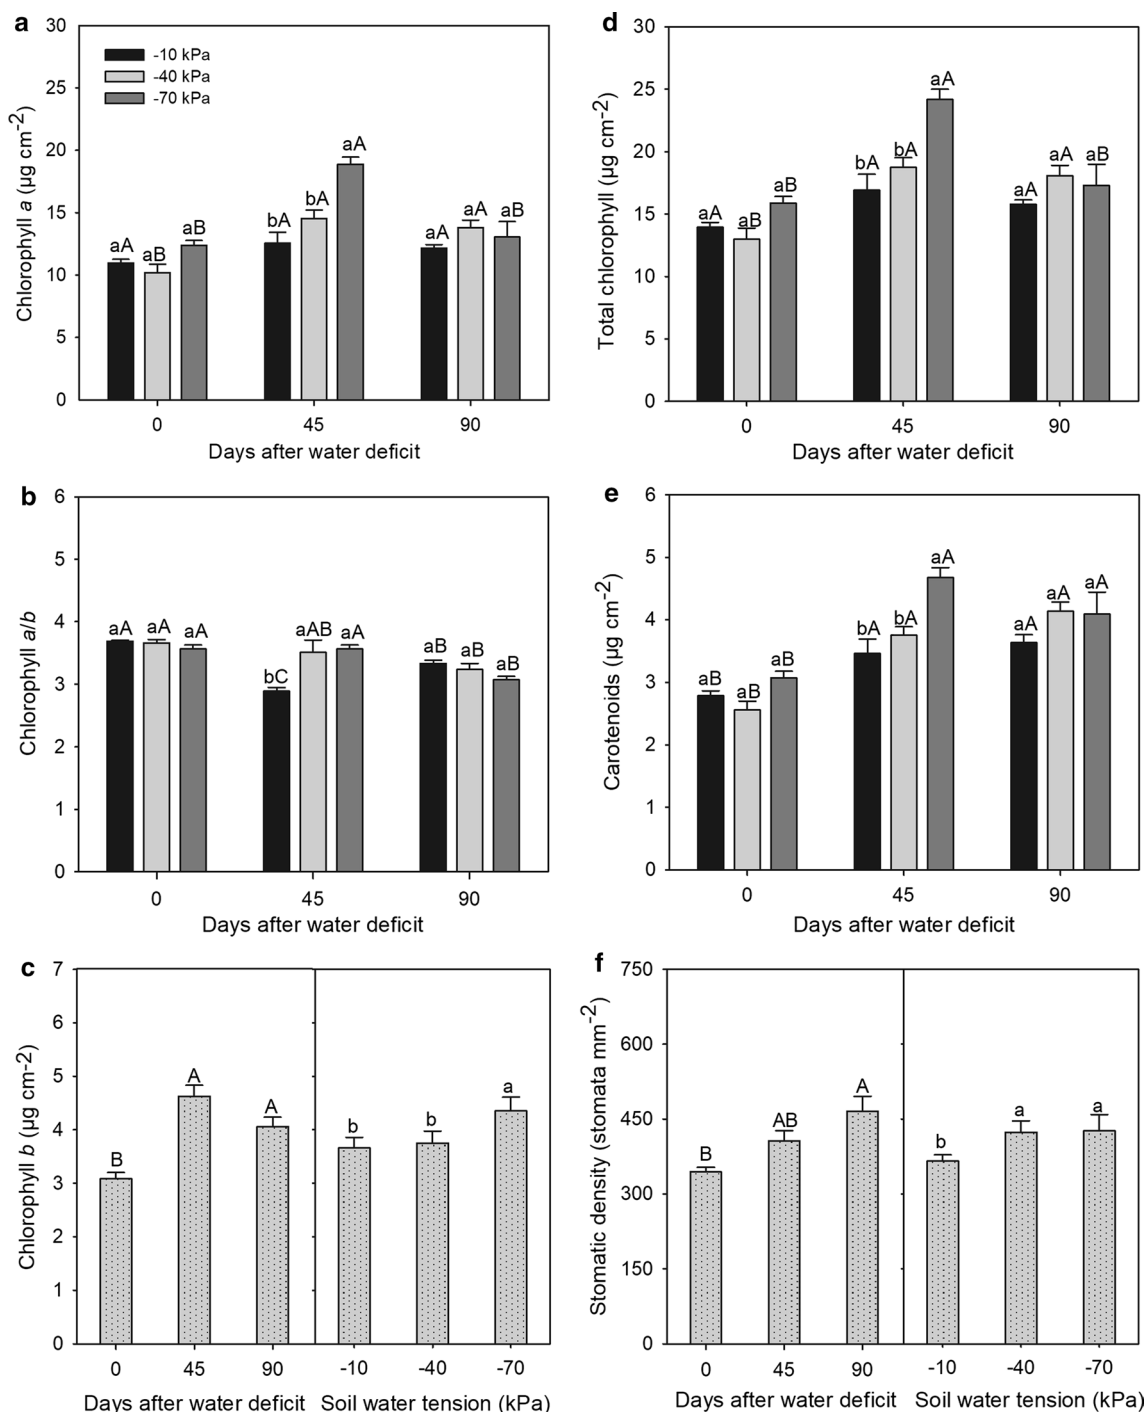 a
30
25
20
15
10
5
0
Chlorophyll a (µg cm-2)
-10 kPa
-40 kPa
-70 kPa
aA
aB
aB
bA
bA
aA
aA
aA
aB
0 45 90
Days after water deficit
d
30
25
20
15
10
5
0
Total chlorophyll (µg cm-2)
aA
aB
aB
bA
bA
aA
aA
aA
aB
0 45 90
Days after water deficit
b
6
5
4
3
2
1
0
Chlorophyll a/b
aA
aA
aA
bC
aAB
aA
aB
aB
aB
0 45 90
Days after water deficit
e
6
5
4
3
2
1
0
Carotenoids (µg cm-2)
aB
aB
aB
bA
bA
aA
aA
aA
aA
0 45 90
Days after water deficit
c
7
6
5
4
3
2
1
0
Chlorophyll b (µg cm-2)
B
A
A
b
b
a
0 45 90 -10 -40 -70
Days after water deficit Soil water tension (kPa)
f
750
600
450
300
150
0
Stomatic density (stomata mm-2)
B
AB
A
b
a
a
0 45 90 -10 -40 -70
Days after water deficit Soil water tension (kPa)